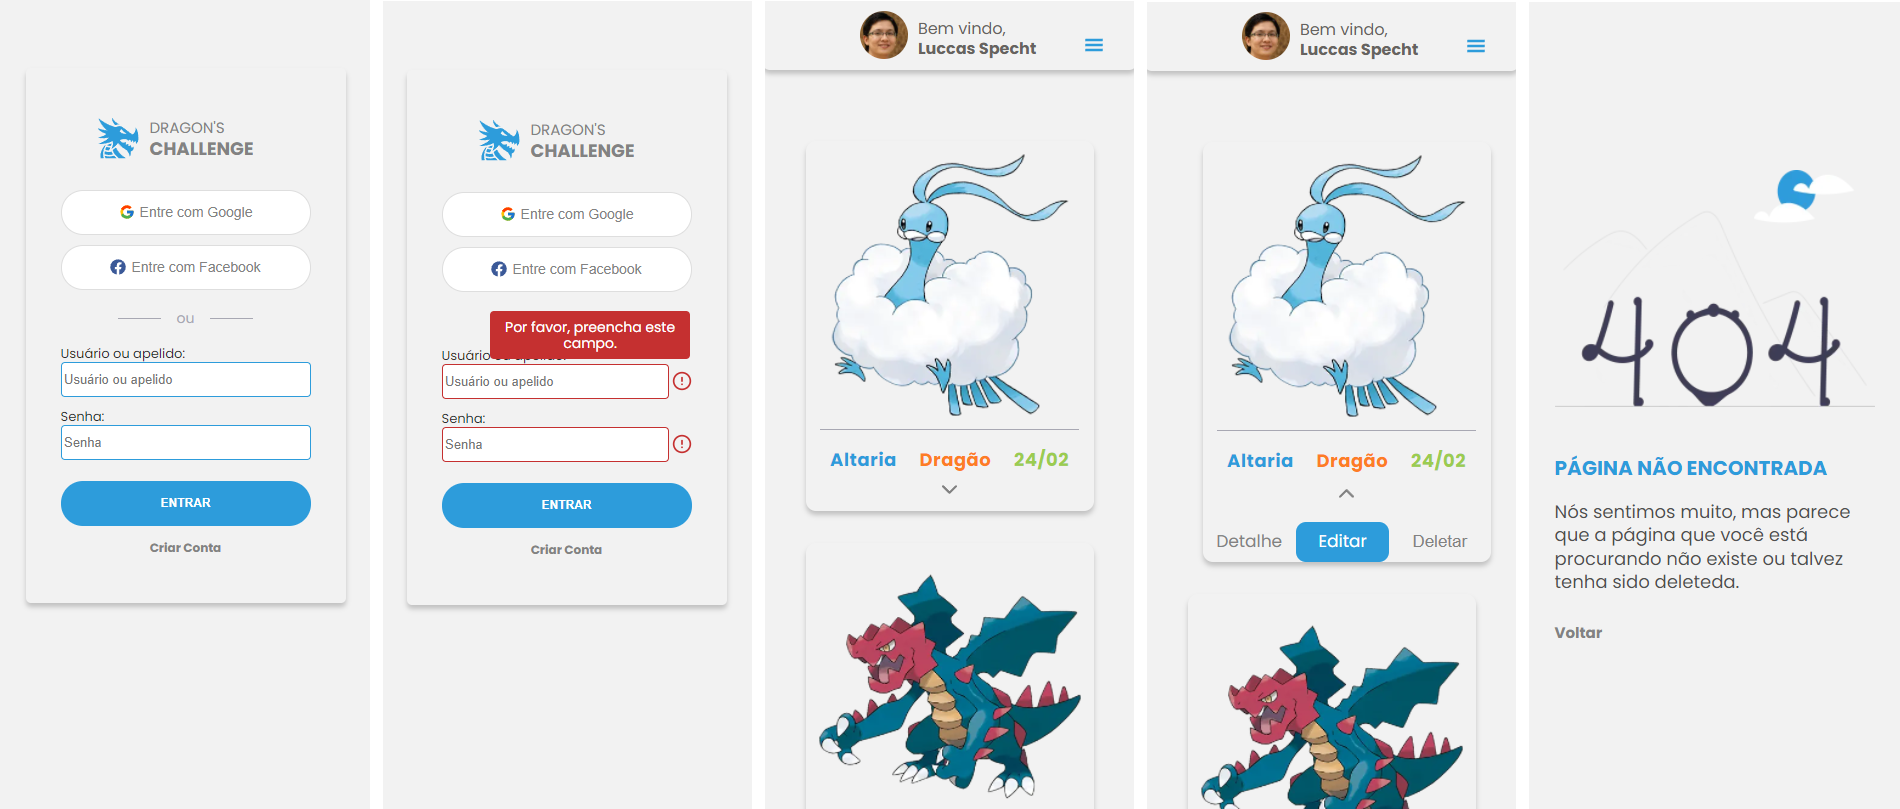 DRAGON'S
CHALLENGE
Entre com Google
Entre com Facebook
ou
Usuário ou apelido:
Usuário ou apelido
Senha:
Senha
ENTRAR
Criar Conta
DRAGON'S
CHALLENGE
Entre com Google
Entre com Facebook
Por favor, preencha este
campo.
Usuário ou apelido:
Usuário ou apelido
Senha:
Senha
ENTRAR
Criar Conta
Bem vindo,
Luccas Specht
Altaria Dragão 24/02
Bem vindo,
Luccas Specht
Altaria Dragão 24/02
Detalhe Editar Deletar
404
PÁGINA NÃO ENCONTRADA
Nós sentimos muito, mas parece
que a página que você está
procurando não existe ou talvez
tenha sido deleteda.
Voltar